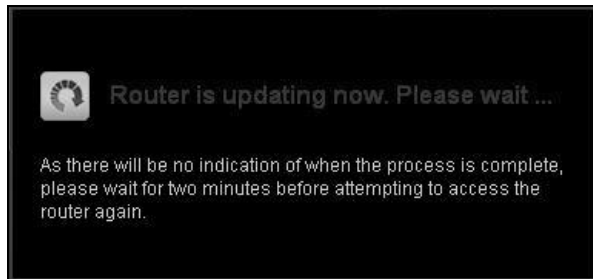 Router is updating now. Please wait ...
As there will be no indication of when the process is complete,
please wait for two minutes before attempting to access the
router again.